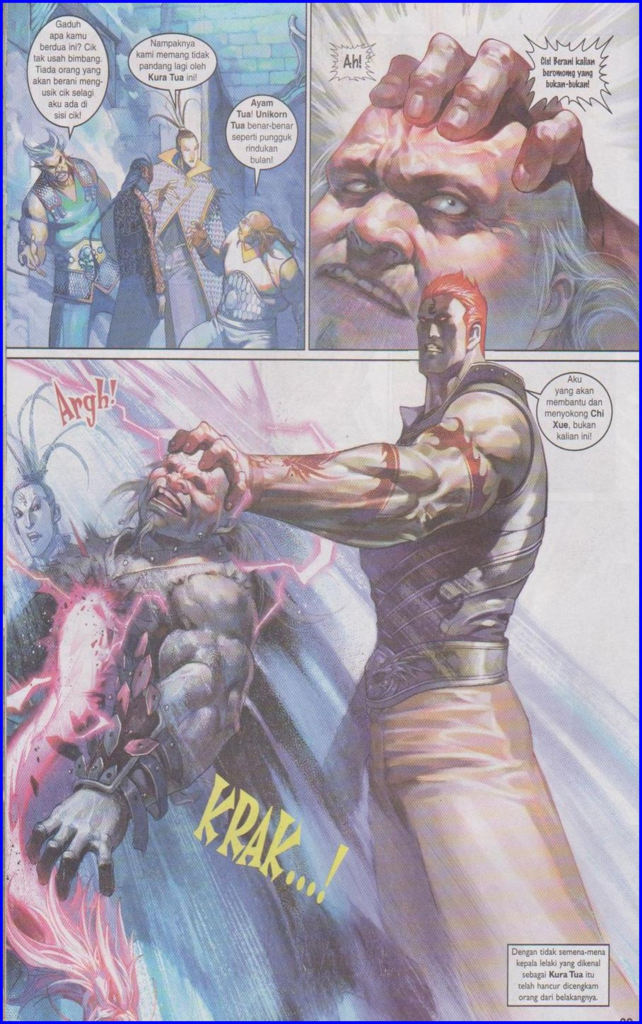 Gaduh
apa kamu
berdua ini? Cik
tak usah bimbang.
Tiada orang yang
akan berani meng-
usik cik selagi
aku ada di
sisi cik!
Nampaknya
kami memang tidak
pandang lagi oleh
Kura Tua ini!
Ayam
Tua! Unikorn
Tua benar-benar
seperti pungguk
rindukan
bulan!
Ah!
Cis! Berani kalian
beromong yang
bukan-bukan!
Argh!
Aku
yang akan
membantu dan
menyokong Chi
Xue, bukan
kalian ini!
KRAK....!
Dengan tidak semena-mena
kepala lelaki yang dikenal
sebagai Kura Tua itu
telah hancur dicengkam
orang dari belakangnya.